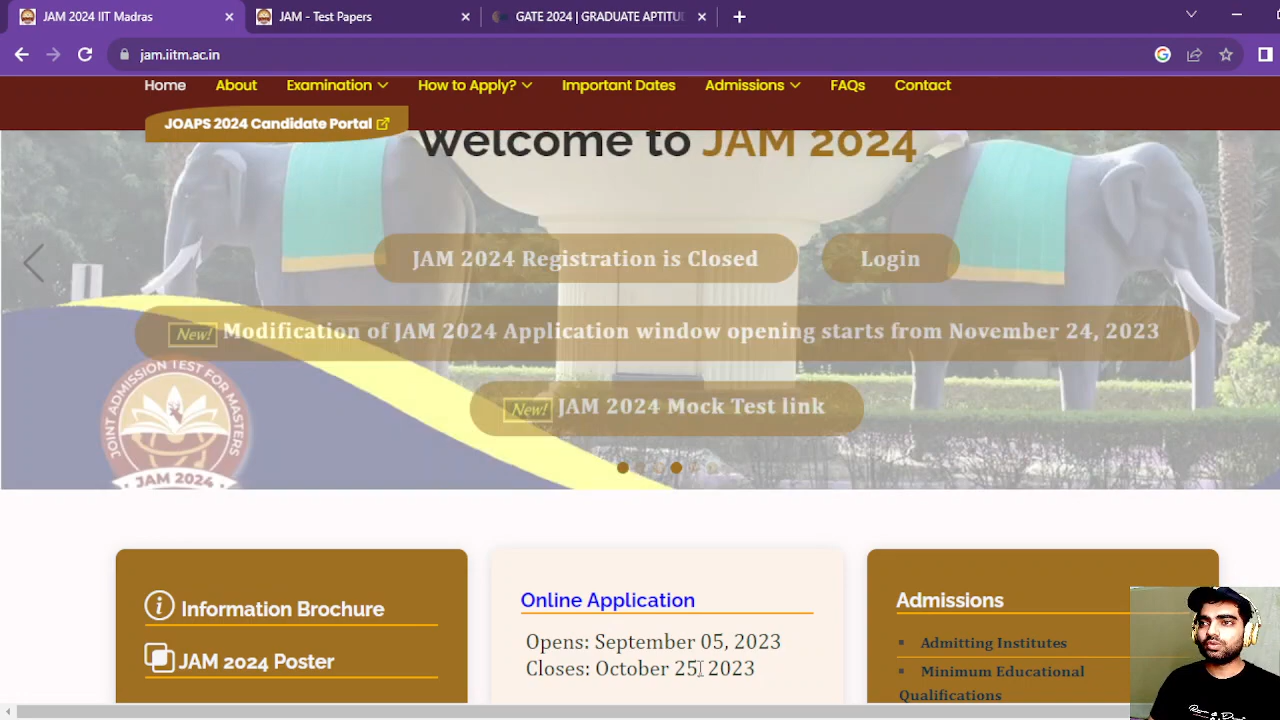 JAM 2024 IIT Madras
JAM - Test Papers
GATE 2024 | GRADUATE APTITU
jam.iitm.ac.in
Home About Examination How to Apply? Important Dates Admissions FAQs Contact
JOAPS 2024 Candidate Portal
Welcome to JAM 2024
JAM 2024 Registration is Closed
Login
New! Modification of JAM 2024 Application window opening starts from November 24, 2023
New! JAM 2024 Mock Test link
JOINT ADMISSION TEST FOR MASTERS
JAM 2024
Information Brochure
JAM 2024 Poster
Online Application
Opens: September 05, 2023
Closes: October 25, 2023
Admissions
Admitting Institutes
Minimum Educational
Qualifications